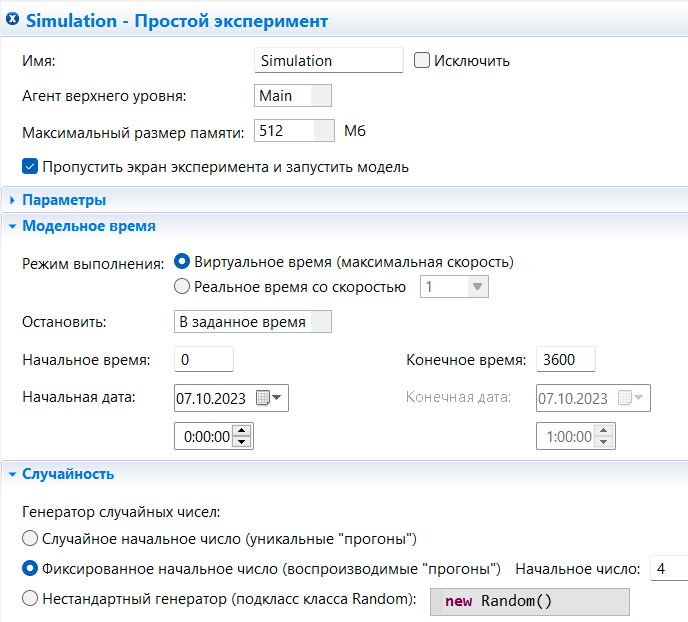 Simulation - Простой эксперимент
Имя: Simulation Исключить
Агент верхнего уровня: Main
Максимальный размер памяти: 512 Мб
Пропустить экран эксперимента и запустить модель
Параметры
Модельное время
Режим выполнения: Виртуальное время (максимальная скорость)
Реальное время со скоростью 1
Остановить: В заданное время
Начальное время: 0 Конечное время: 3600
Начальная дата: 07.10.2023 Конечная дата: 07.10.2023
0:00:00 1:00:00
Случайность
Генератор случайных чисел:
Случайное начальное число (уникальные "прогоны")
Фиксированное начальное число (воспроизводимые "прогоны") Начальное число: 4
Нестандартный генератор (подкласс класса Random): new Random()